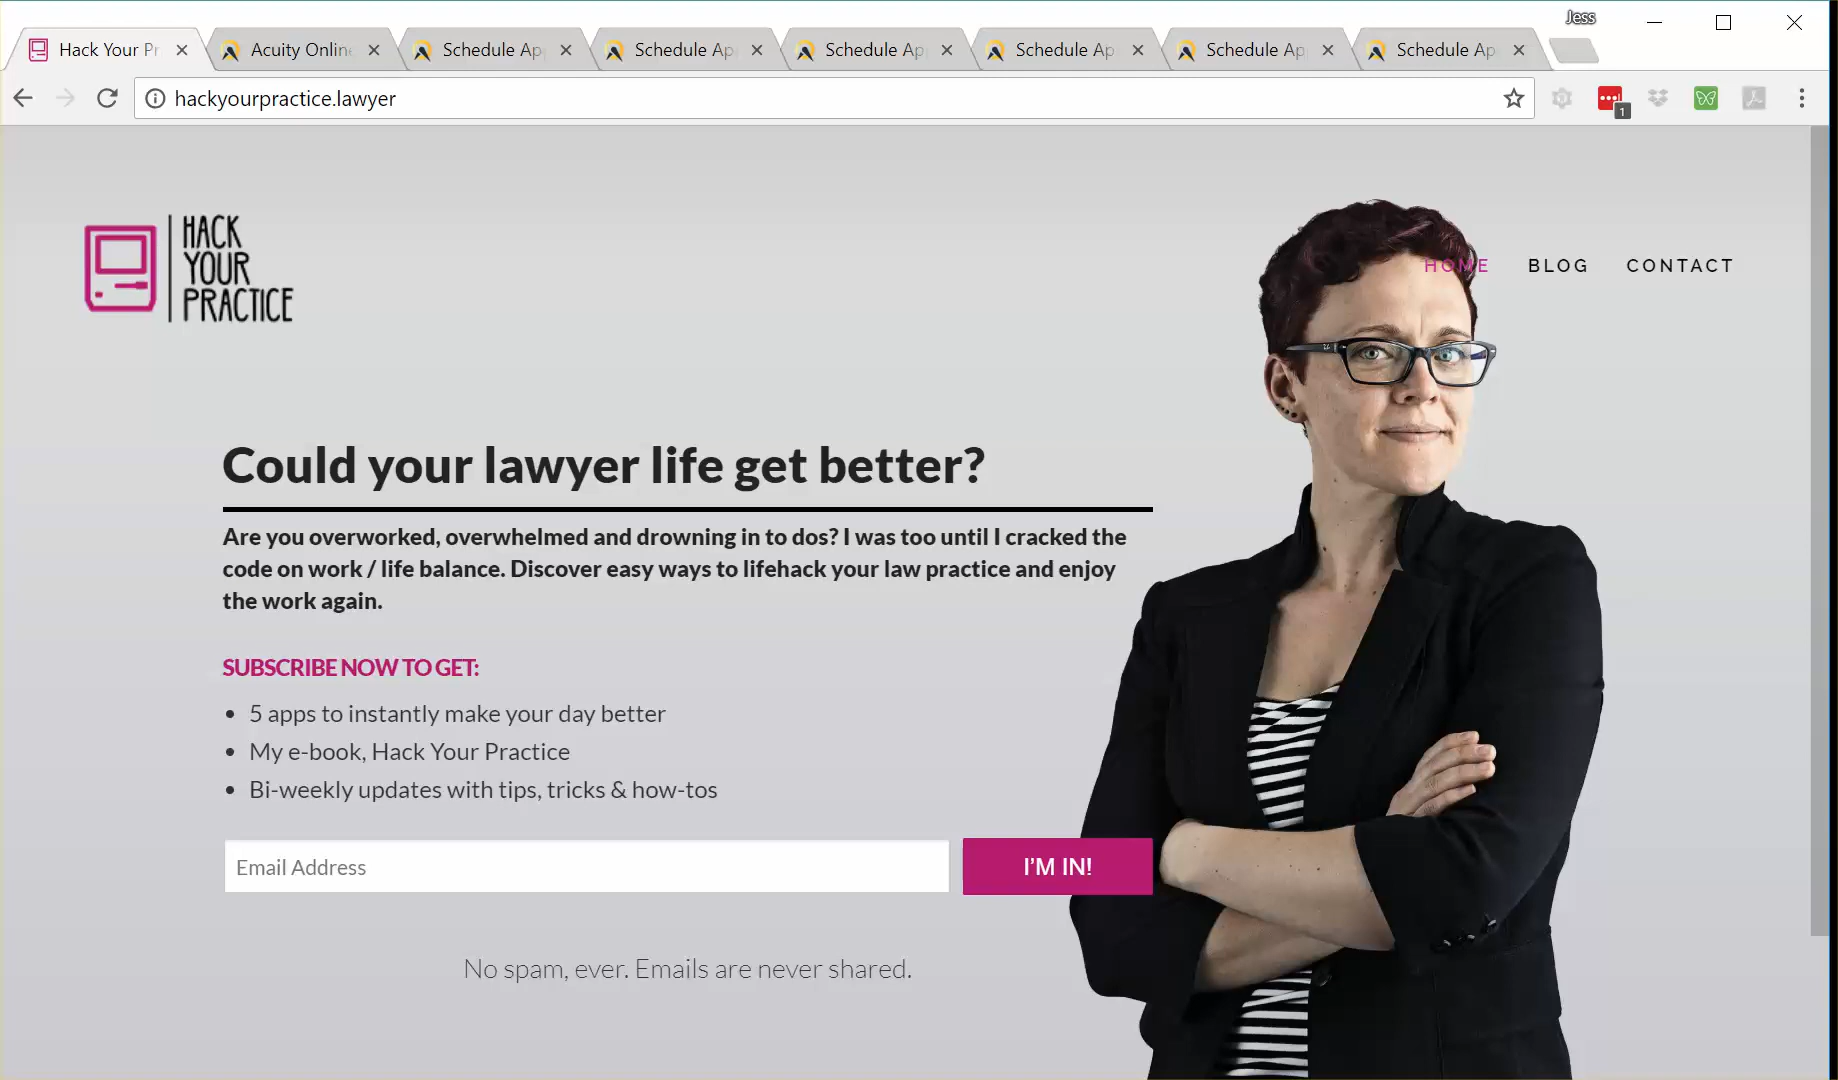 Jess
Hack Your Pr
Acuity Online
Schedule Ap
Schedule Ap
Schedule Ap
Schedule Ap
Schedule Ap
Schedule Ap
hackyourpractice.lawyer
1
HACK
YOUR
PRACTICE
HOME
BLOG
CONTACT
Could your lawyer life get better?
Are you overworked, overwhelmed and drowning in to dos? I was too until I cracked the
code on work / life balance. Discover easy ways to lifehack your law practice and enjoy
the work again.
SUBSCRIBE NOW TO GET:
• 5 apps to instantly make your day better
• My e-book, Hack Your Practice
• Bi-weekly updates with tips, tricks & how-tos
Email Address
I'M IN!
No spam, ever. Emails are never shared.